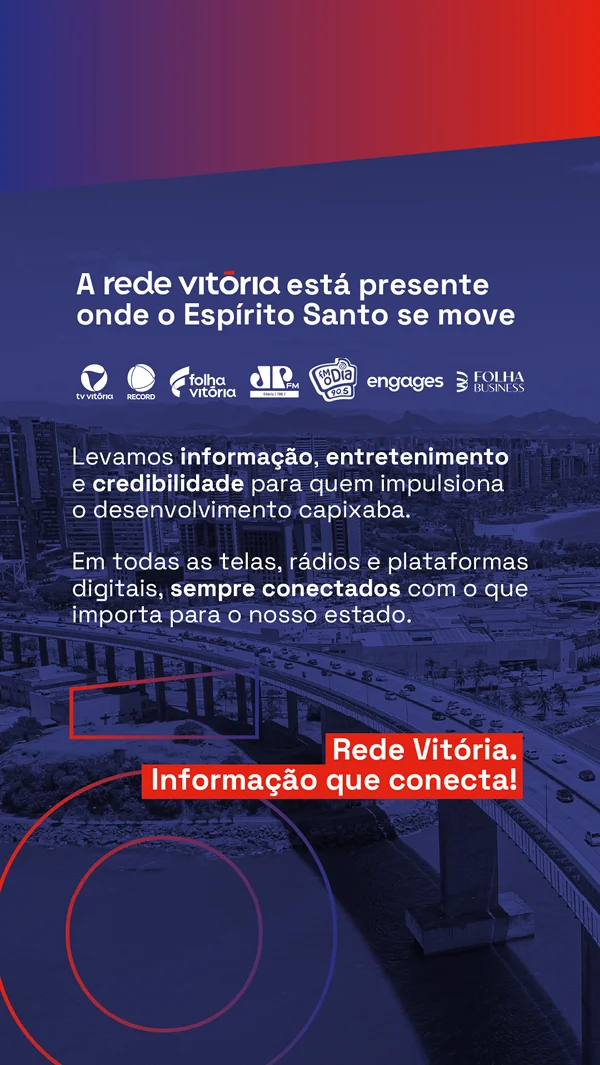 A rede vitória está presente
onde o Espírito Santo se move
tv vitória
RECORD
folha
vitória
JP FM
FM
O DIA
90.5
engages
FOLHA
BUSINESS
Levamos informação, entretenimento
e credibilidade para quem impulsiona
o desenvolvimento capixaba.
Em todas as telas, rádios e plataformas
digitais, sempre conectados com o que
importa para o nosso estado.
Rede Vitória.
Informação que conecta!